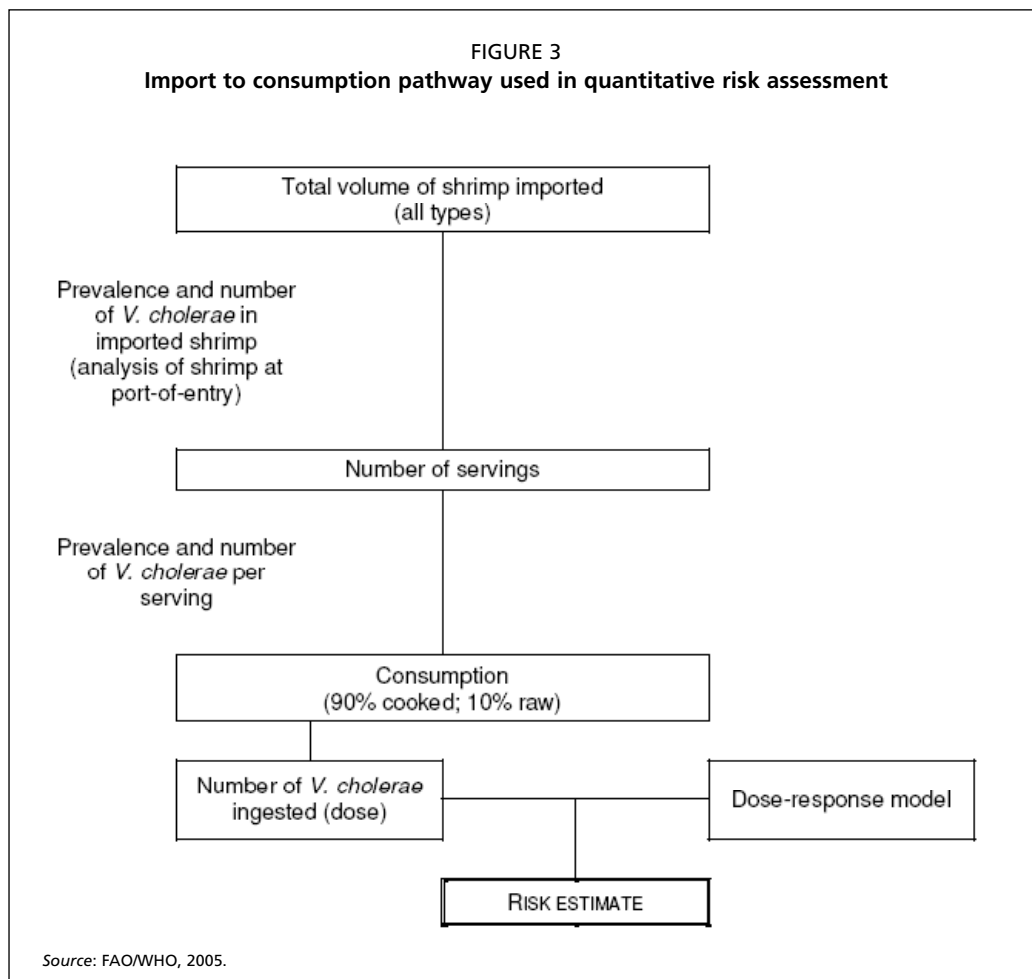 FIGURE 3
Import to consumption pathway used in quantitative risk assessment
Total volume of shrimp imported
(all types)
Prevalence and number
of V. cholerae in
imported shrimp
(analysis of shrimp at
port-of-entry)
Number of servings
Prevalence and number
of V. cholerae per
serving
Consumption
(90% cooked; 10% raw)
Number of V. cholerae
ingested (dose)
Dose-response model
RISK ESTIMATE
Source: FAO/WHO, 2005.